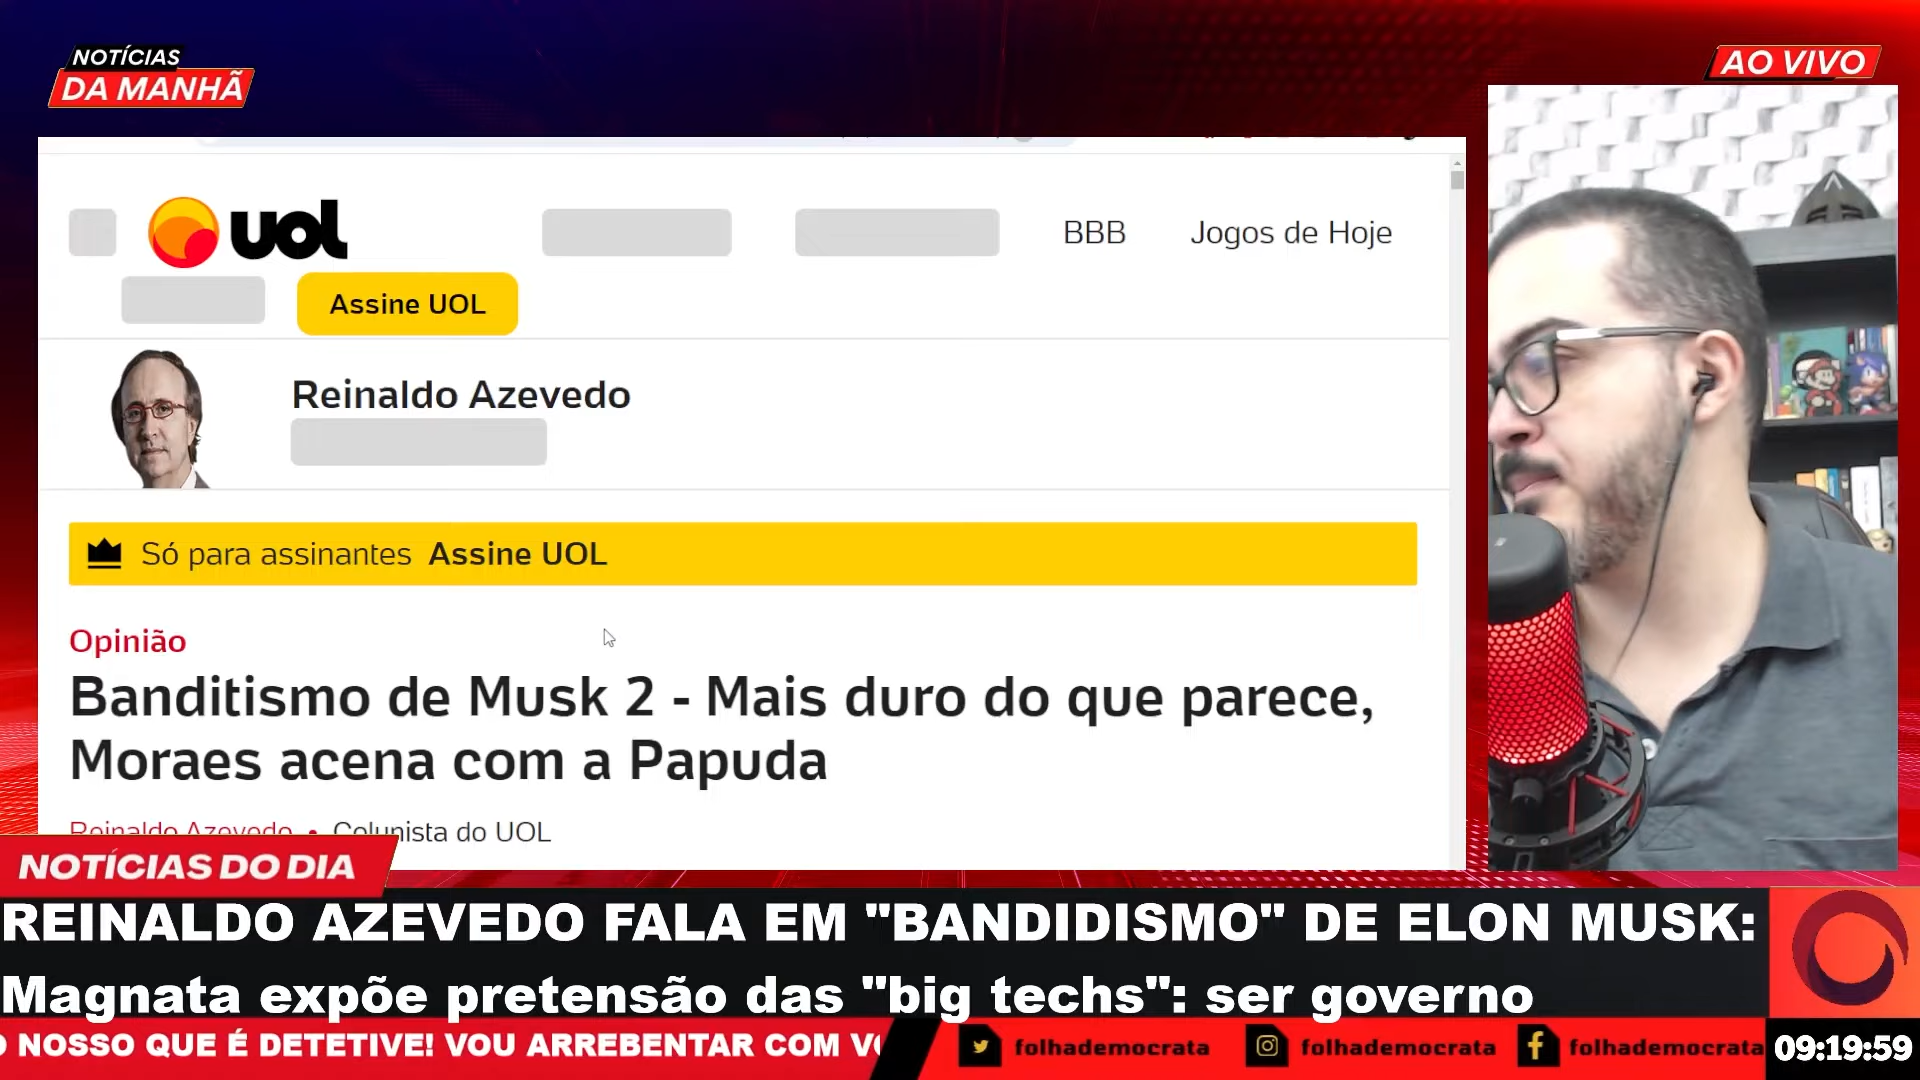 NOTÍCIAS
DA MANHÃ
AO VIVO
uol
BBB
Jogos de Hoje
Assine UOL
Reinaldo Azevedo
Só para assinantes Assine UOL
Opinião
Banditismo de Musk 2 - Mais duro do que parece,
Moraes acena com a Papuda
Reinaldo Azevedo • Colunista do UOL
NOTÍCIAS DO DIA
REINALDO AZEVEDO FALA EM "BANDIDISMO" DE ELON MUSK:
Magnata expõe pretensão das "big techs": ser governo
O NOSSO QUE É DETETIVE! VOU ARREBENTAR COM
folhademocrata
folhademocrata
folhademocrata
09:19:59